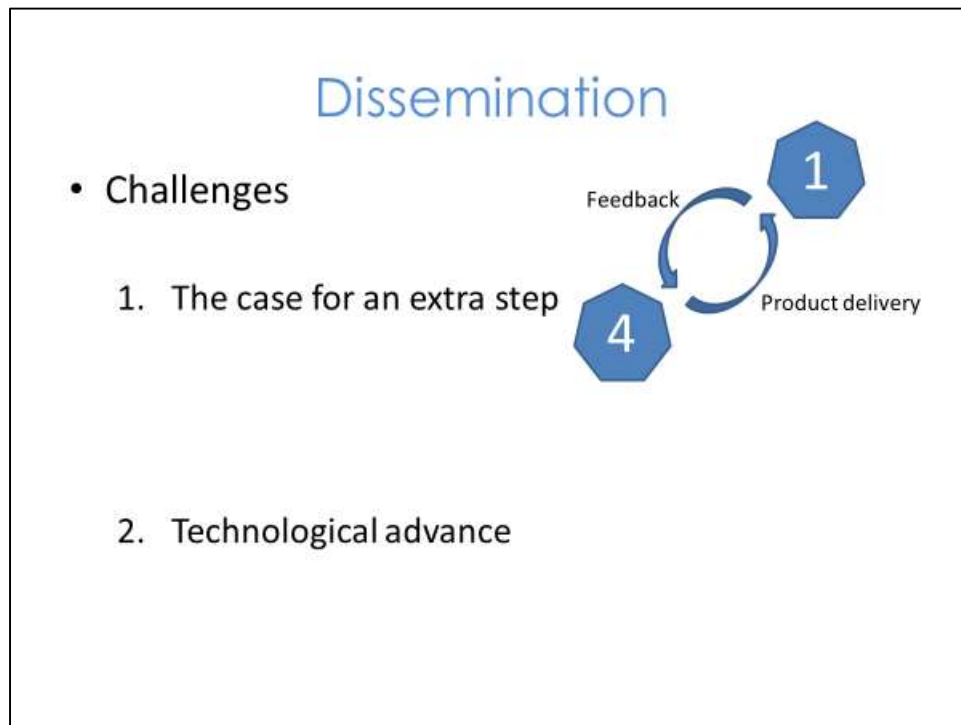 Dissemination
• Challenges
1
Feedback
1. The case for an extra step
4
Product delivery
2. Technological advance